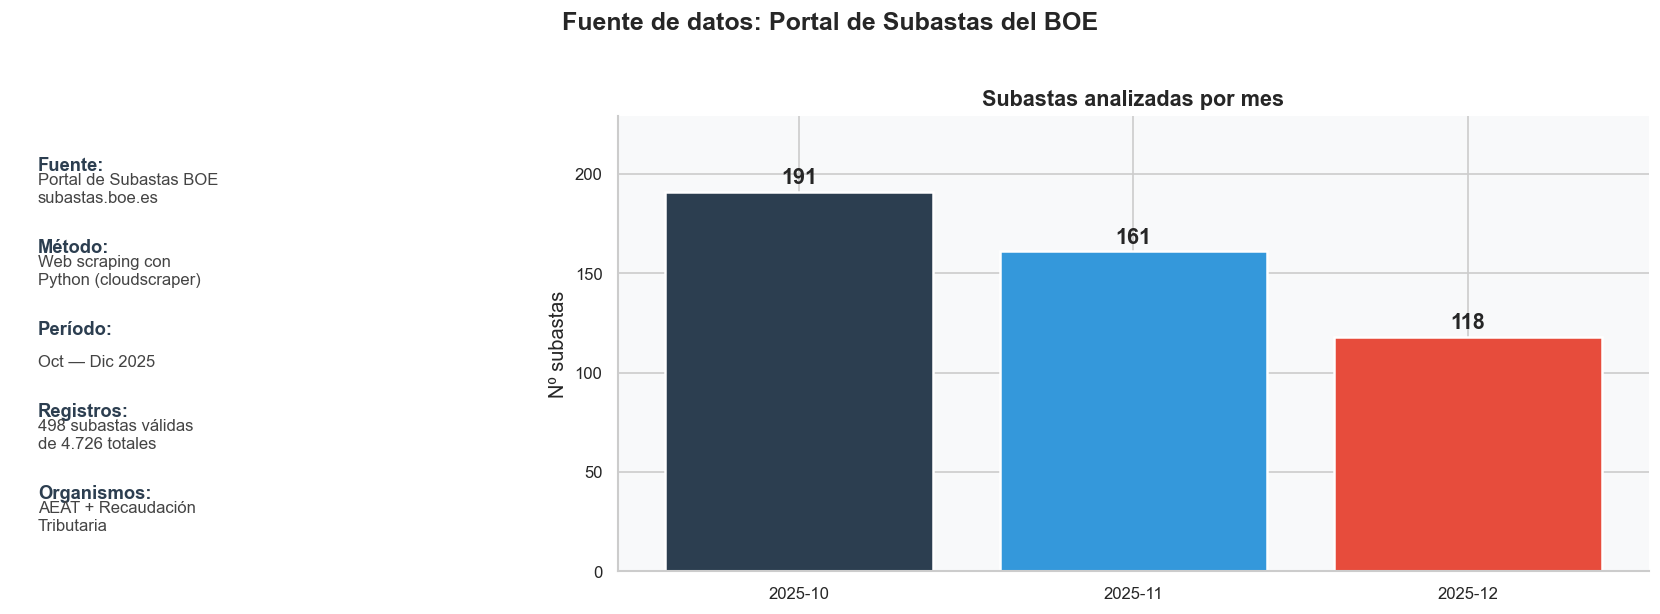 Fuente de datos: Portal de Subastas del BOE
Fuente:
Portal de Subastas BOE
subastas.boe.es
Método:
Web scraping con
Python (cloudscraper)
Período:
Oct — Dic 2025
Registros:
498 subastas válidas
de 4.726 totales
Organismos:
AEAT + Recaudación
Tributaria
Subastas analizadas por mes
Nº subastas
200
150
100
50
0
191
161
118
2025-10
2025-11
2025-12